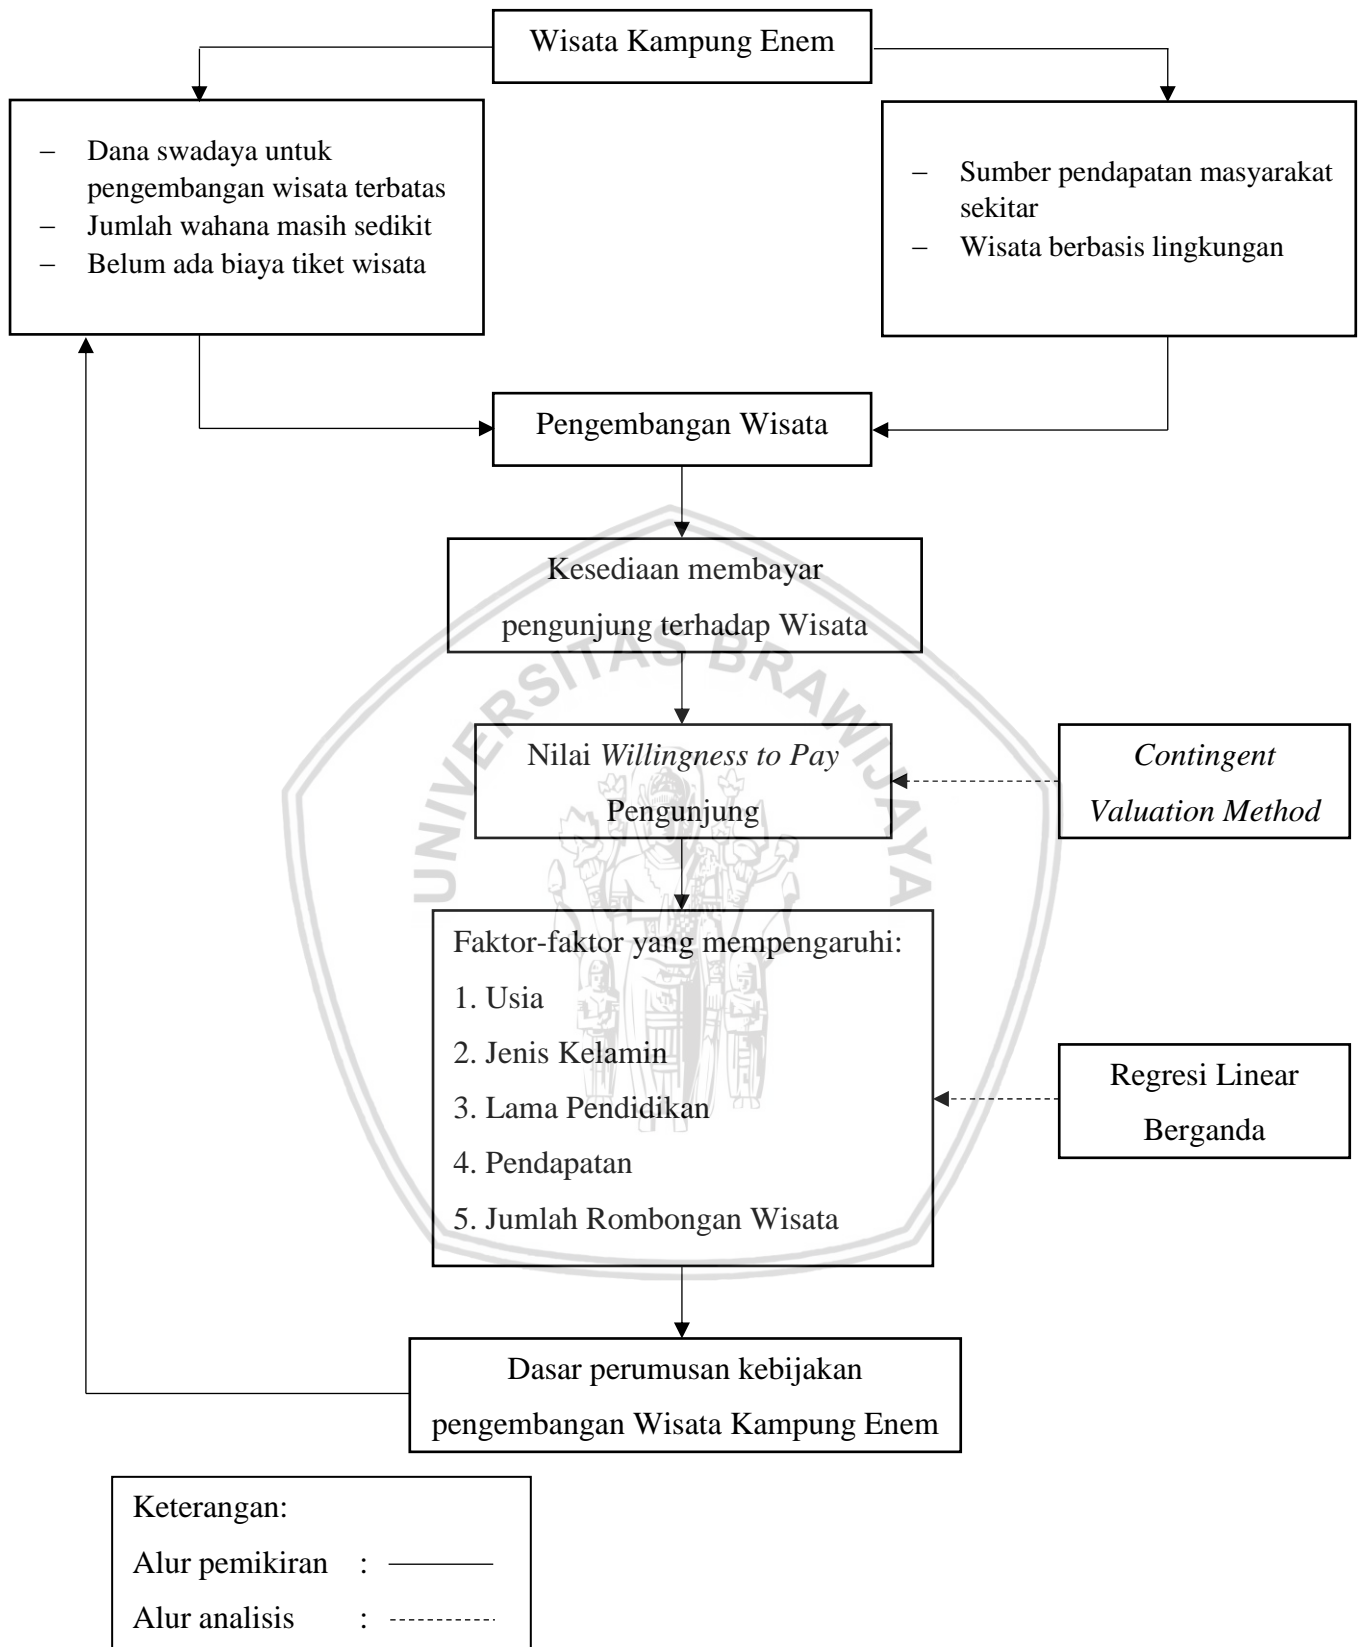 Wisata Kampung Enem
– Dana swadaya untuk
pengembangan wisata terbatas
– Jumlah wahana masih sedikit
– Belum ada biaya tiket wisata
– Sumber pendapatan masyarakat
sekitar
– Wisata berbasis lingkungan
Pengembangan Wisata
Kesediaan membayar
pengunjung terhadap Wisata
UNIVERSITAS BRAWIJAYA
Nilai Willingness to Pay
Pengunjung
Contingent
Valuation Method
Faktor-faktor yang mempengaruhi:
1. Usia
2. Jenis Kelamin
3. Lama Pendidikan
4. Pendapatan
5. Jumlah Rombongan Wisata
Regresi Linear
Berganda
Dasar perumusan kebijakan
pengembangan Wisata Kampung Enem
Keterangan:
Alur pemikiran :
Alur analisis :